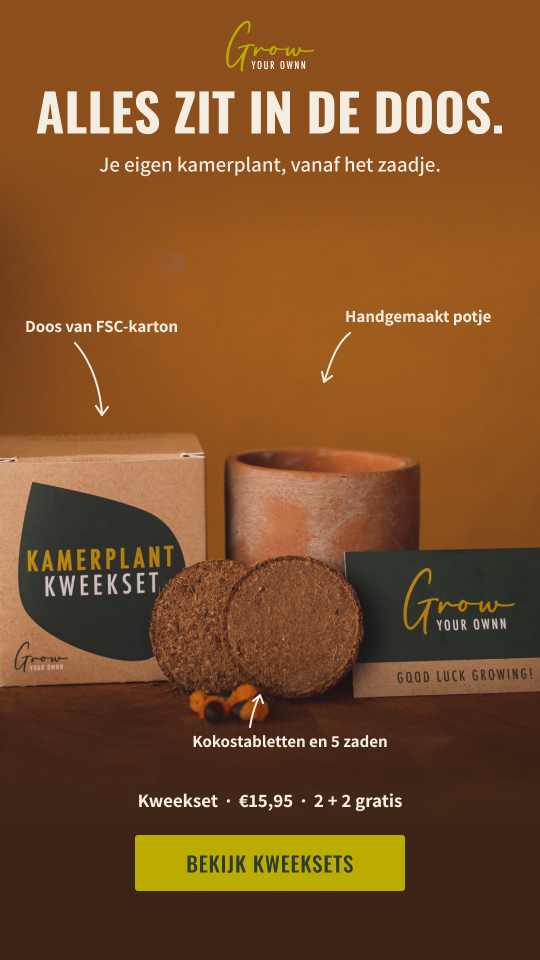 Grow
YOUR OWNN
ALLES ZIT IN DE DOOS.
Je eigen kamerplant, vanaf het zaadje.
Doos van FSC-karton
Handgemaakt potje
KAMERPLANT
KWEEKSET
Grow
YOUR OWNN
Grow
YOUR OWNN
GOOD LUCK GROWING!
Kokostabletten en 5 zaden
Kweekset · €15,95 · 2 + 2 gratis
BEKIJK KWEEKSETS